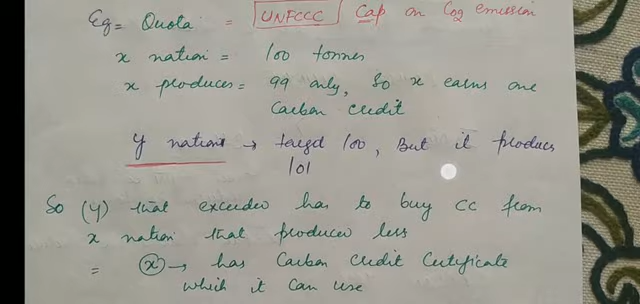 Eg = Quota = UNFCCC Cap on Co2 emission
x nation = 100 tonnes
x produces = 99 only, So x earns one
Carbon credit
Y nation → target 100, But it produces
101
So (Y) that exceeded has to buy CC from
x nation that produced less
= (x) → has Carbon Credit Certificate
which it can use